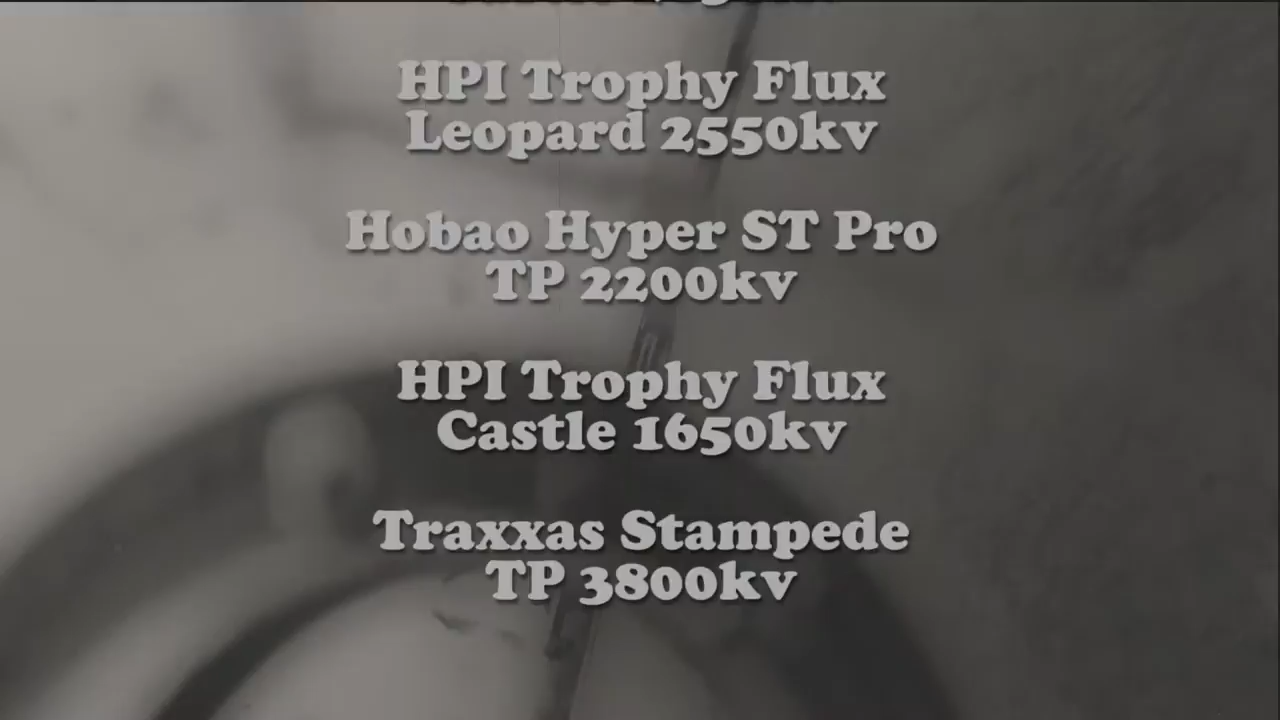 HPI Trophy Flux
Leopard 2550kv
Hobao Hyper ST Pro
TP 2200kv
HPI Trophy Flux
Castle 1650kv
Traxxas Stampede
TP 3800kv